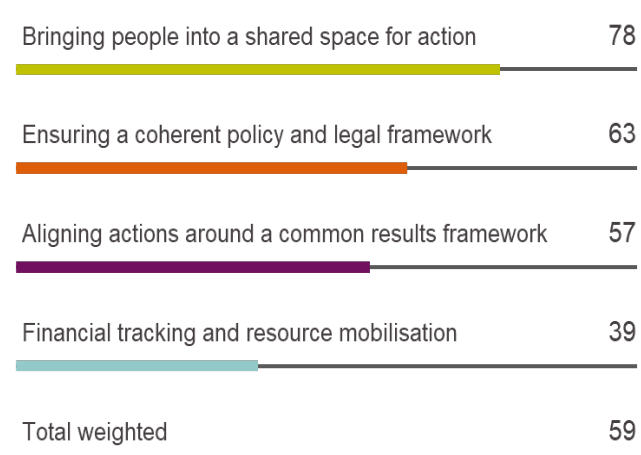 Bringing people into a shared space for action 78
Ensuring a coherent policy and legal framework 63
Aligning actions around a common results framework 57
Financial tracking and resource mobilisation 39
Total weighted 59